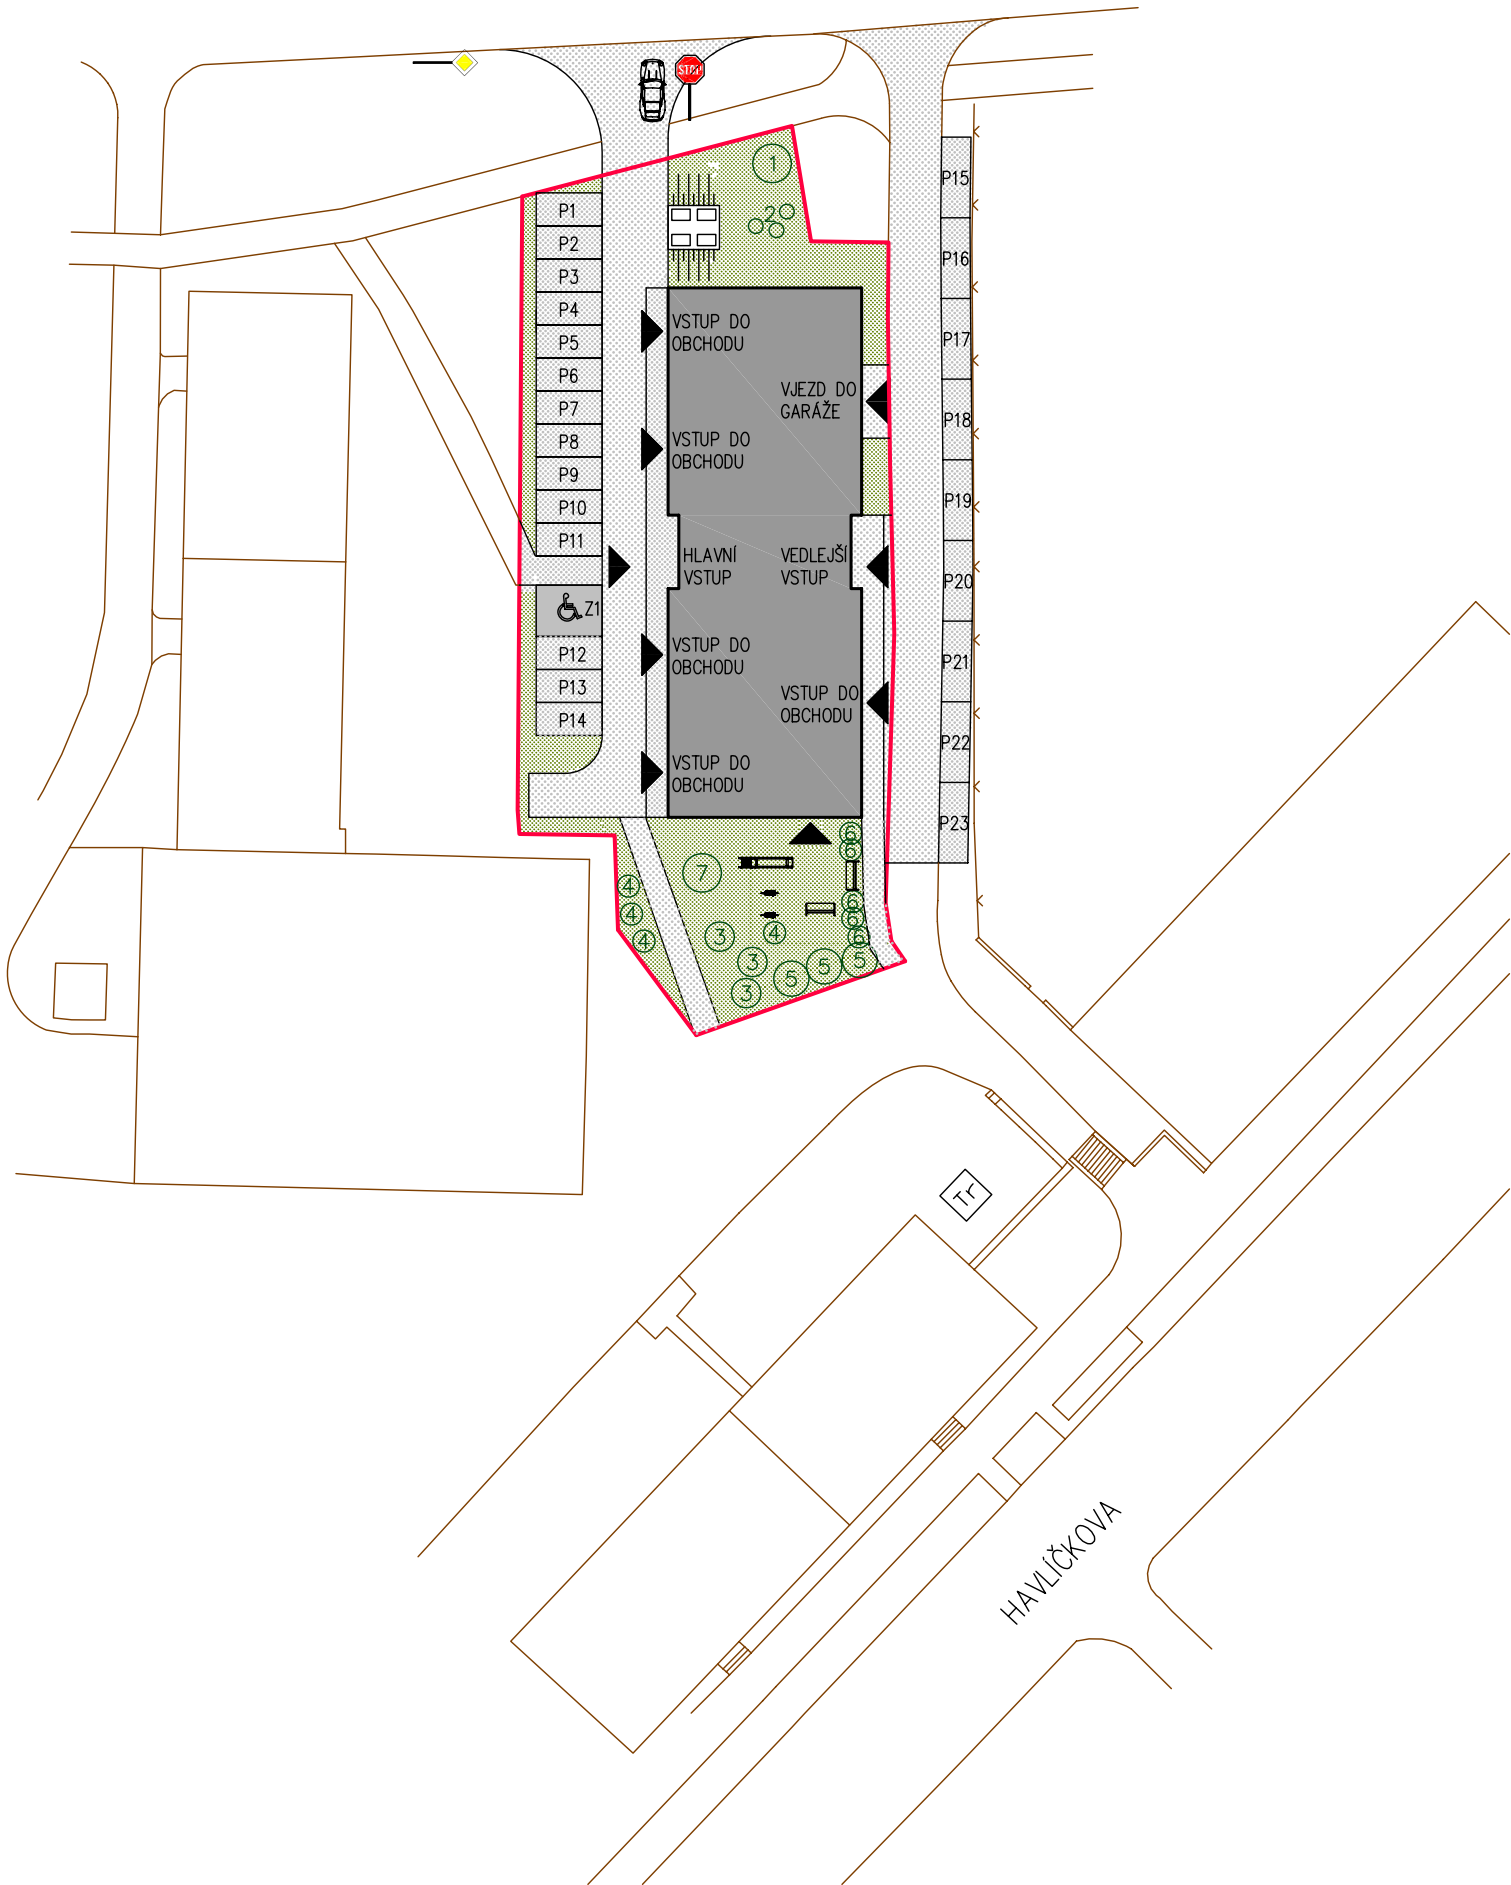 STOP
1
2
P1
P2
P3
P4
P5
P6
P7
P8
P9
P10
P11
Z1
P12
P13
P14
VSTUP DO
OBCHODU
VJEZD DO
GARÁŽE
VSTUP DO
OBCHODU
HLAVNÍ
VSTUP
VEDLEJŠÍ
VSTUP
VSTUP DO
OBCHODU
VSTUP DO
OBCHODU
VSTUP DO
OBCHODU
P15
P16
P17
P18
P19
P20
P21
P22
P23
6
6
7
4
4
4
6
6
6
3
4
3
5
5
5
3
Tr
HAVLÍČKOVA